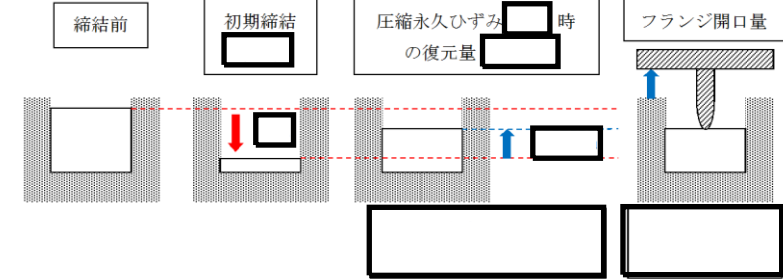 締結前
初期締結
圧縮永久ひずみ 時
の復元量
フランジ開口量